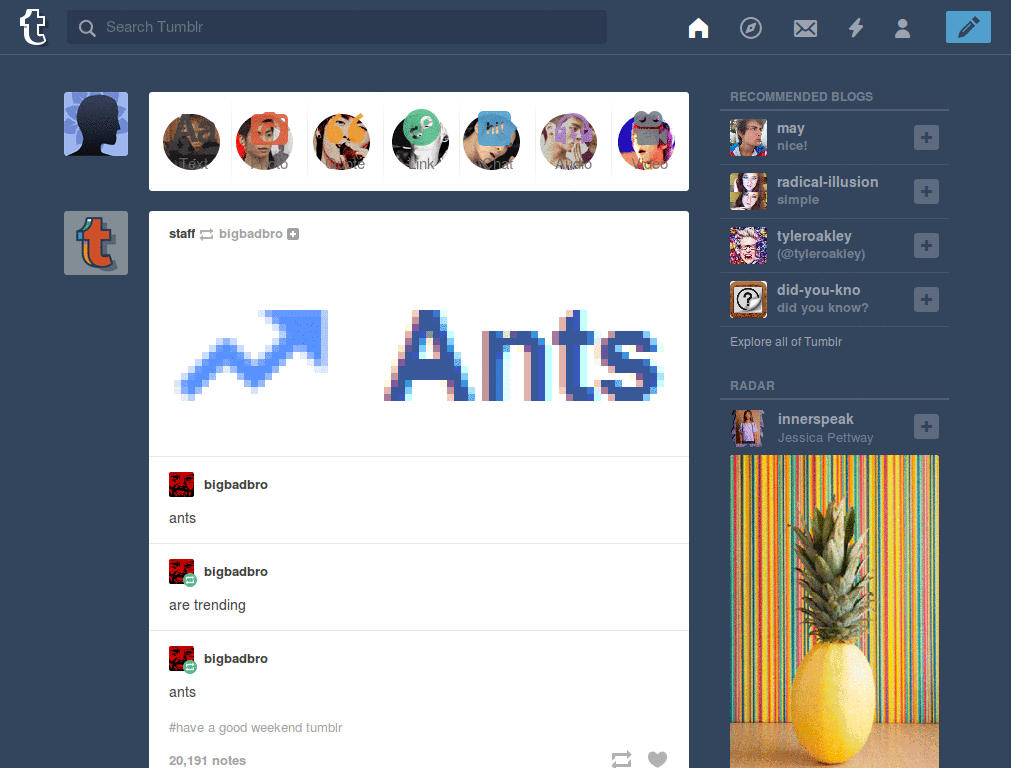 t
Search Tumblr
Aa
hi!
Text
Photo
Quote
Link
Chat
Audio
Video
t
staff bigbadbro
Ants
bigbadbro
ants
bigbadbro
are trending
bigbadbro
ants
#have a good weekend tumblr
20,191 notes
RECOMMENDED BLOGS
may
nice!
radical-illusion
simple
tyleroakley
(@tyleroakley)
?
did-you-kno
did you know?
Explore all of Tumblr
RADAR
innerspeak
Jessica Pettway